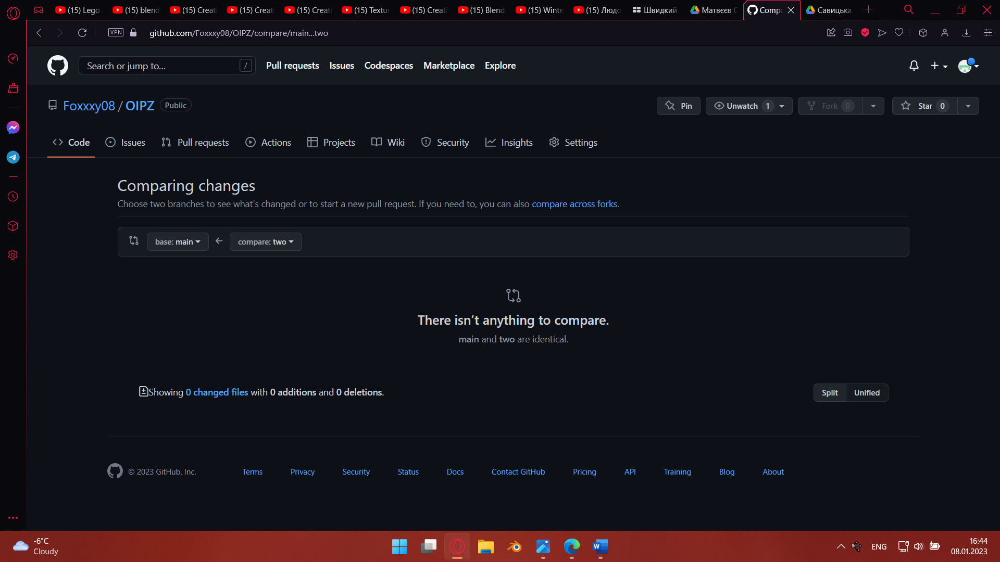 (15) Lego
(15) blend
(15) Creati
(15) Creati
(15) Creati
(15) Textur
(15) Creati
(15) Blend
(15) Winte
(15) Людо
Швидкий
Матвєєв С
Compa
Савицька
VPN
github.com/Foxxxy08/OIPZ/compare/main...two
Search or jump to...
/
Pull requests
Issues
Codespaces
Marketplace
Explore
Foxxxy08 / OIPZ
Public
Pin
Unwatch 1
Fork 0
Star 0
Code
Issues
Pull requests
Actions
Projects
Wiki
Security
Insights
Settings
Comparing changes
Choose two branches to see what’s changed or to start a new pull request. If you need to, you can also compare across forks.
base: main
compare: two
There isn’t anything to compare.
main and two are identical.
Showing 0 changed files with 0 additions and 0 deletions.
Split
Unified
© 2023 GitHub, Inc.
Terms
Privacy
Security
Status
Docs
Contact GitHub
Pricing
API
Training
Blog
About
-6°C
Cloudy
W
ENG
16:44
08.01.2023